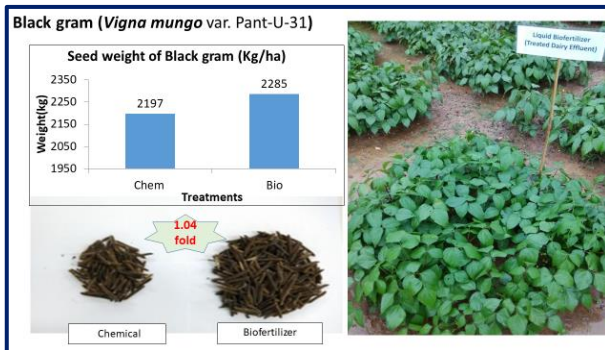 Black gram (Vigna mungo var. Pant-U-31)
Seed weight of Black gram (Kg/ha)
Weight(kg)
2350
2250
2150
2050
1950
2197
2285
Chem
Bio
Treatments
1.04
fold
Chemical
Biofertilizer
Liquid Biofertilizer
(Treated Dairy Effluent)